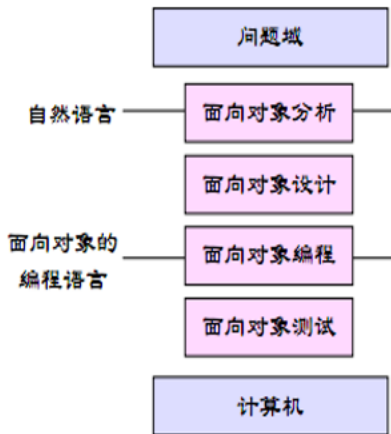 问题域
自然语言
面向对象分析
面向对象设计
面向对象的
编程语言
面向对象编程
面向对象测试
计算机